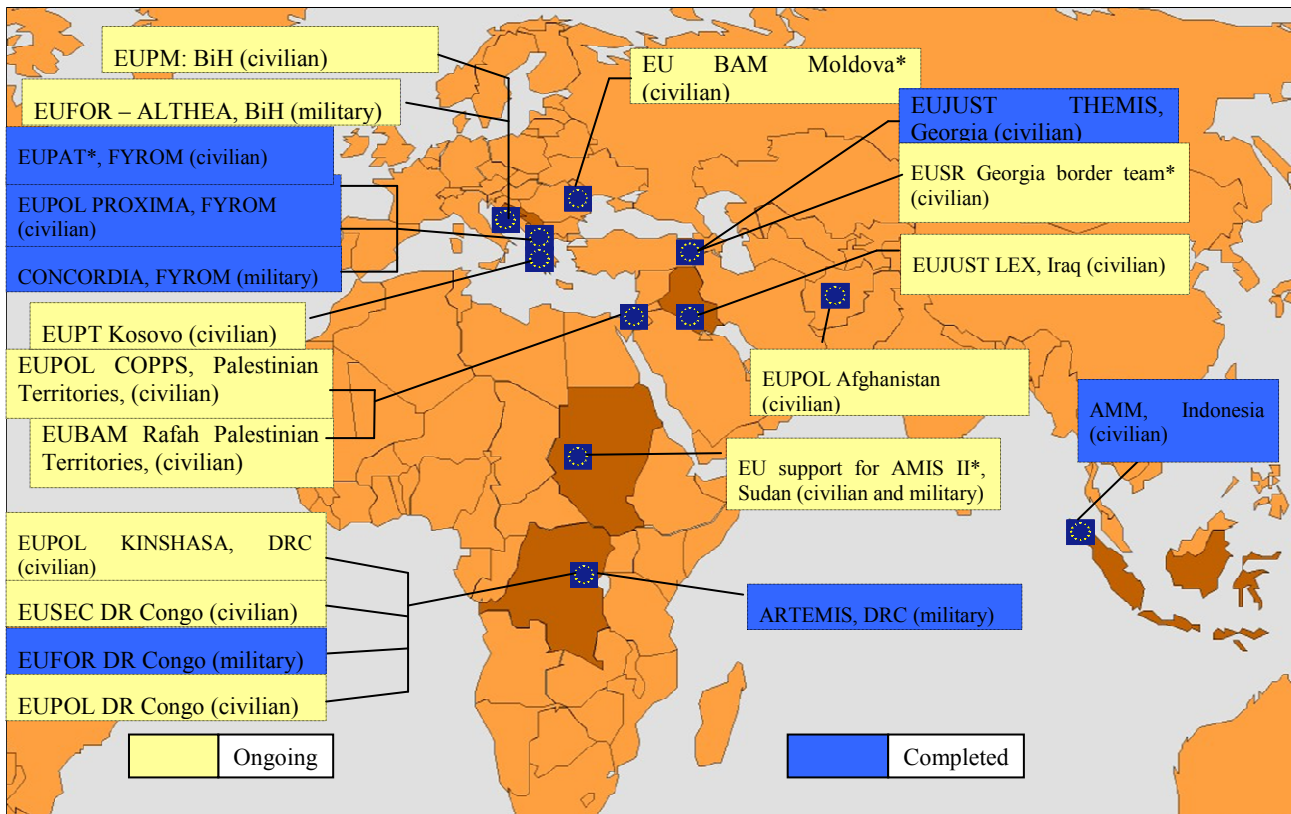 EUPM: BiH (civilian)
EUFOR – ALTHEA, BiH (military)
EUPAT*, FYROM (civilian)
EUPOL PROXIMA, FYROM
(civilian)
CONCORDIA, FYROM (military)
EUPT Kosovo (civilian)
EUPOL COPPS, Palestinian
Territories, (civilian)
EUBAM Rafah Palestinian
Territories, (civilian)
EU BAM Moldova*
(civilian)
EUJUST THEMIS,
Georgia (civilian)
EUSR Georgia border team*
(civilian)
EUJUST LEX, Iraq (civilian)
EUPOL Afghanistan
(civilian)
AMM, Indonesia
(civilian)
EU support for AMIS II*,
Sudan (civilian and military)
EUPOL KINSHASA, DRC
(civilian)
EUSEC DR Congo (civilian)
EUFOR DR Congo (military)
EUPOL DR Congo (civilian)
ARTEMIS, DRC (military)
Ongoing
Completed